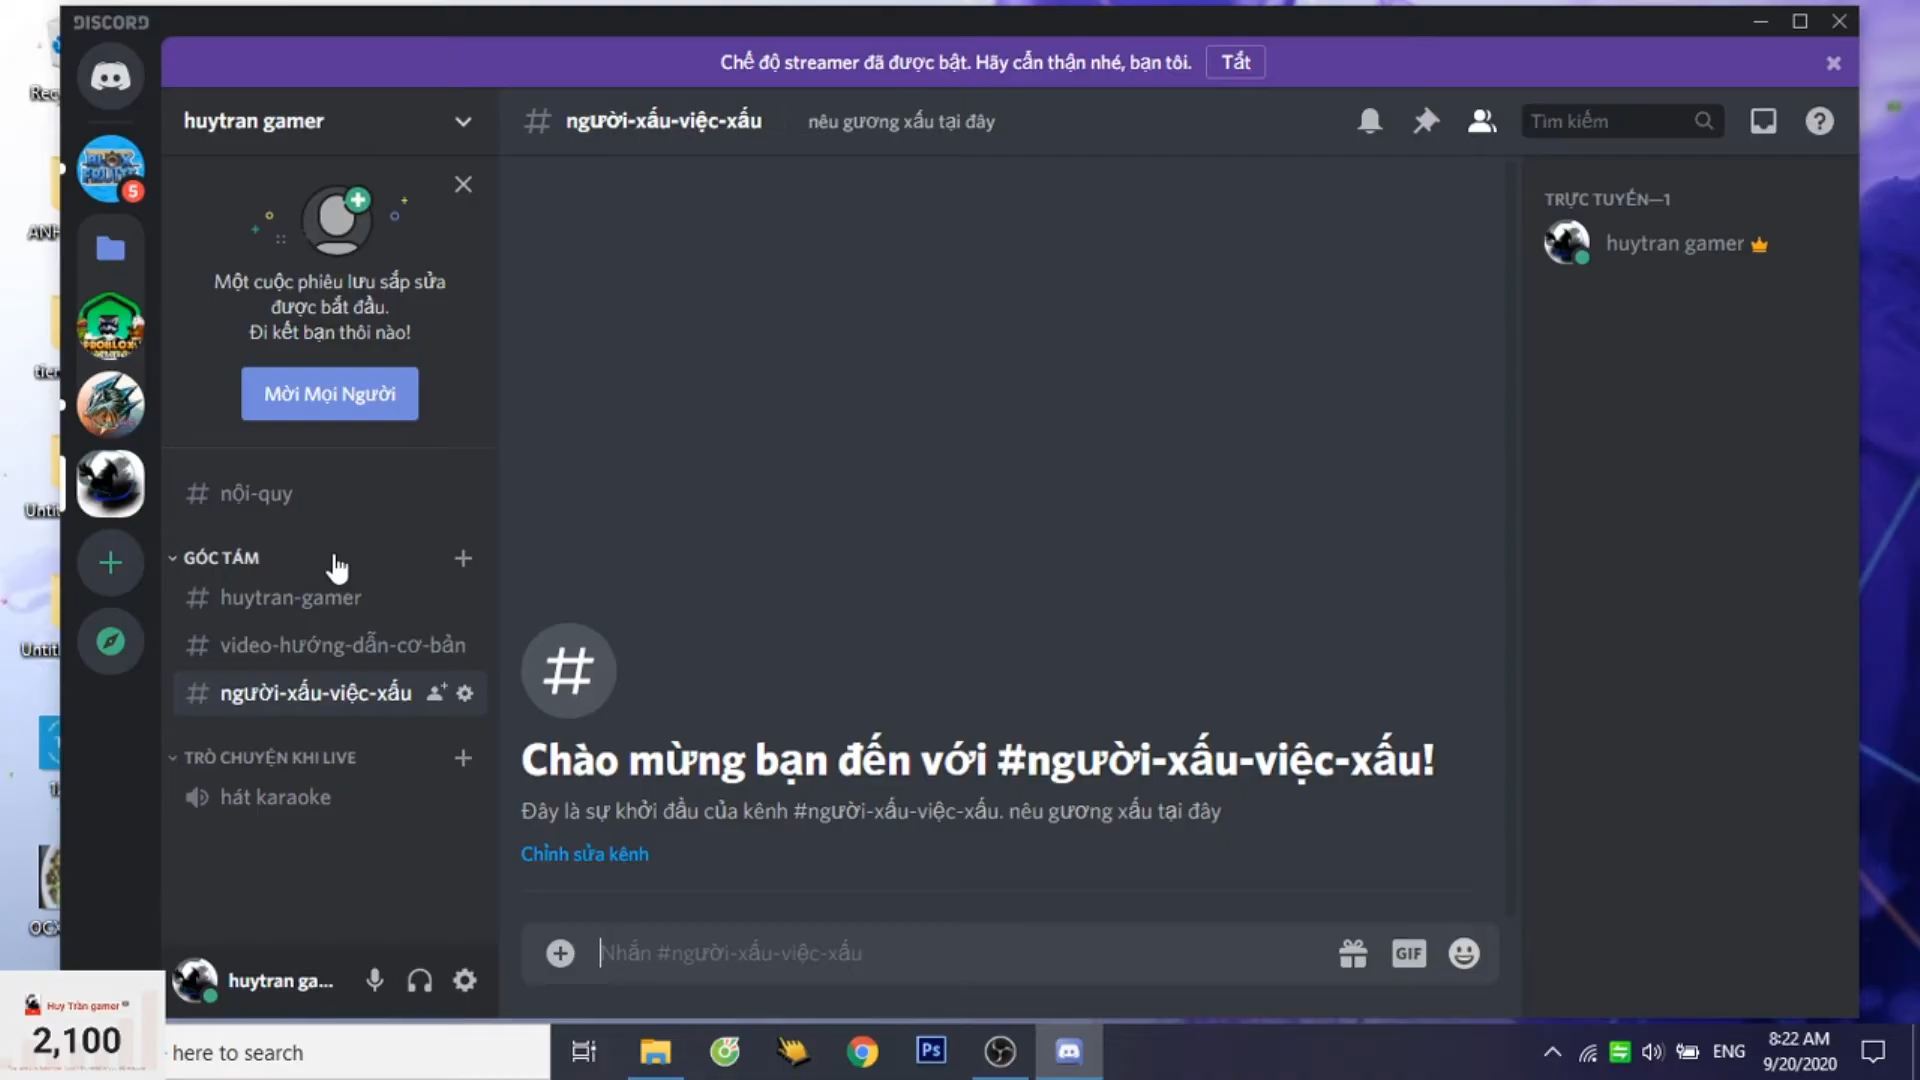 DISCORD
Chế độ streamer đã được bật. Hãy cẩn thận nhé, bạn tôi.
Tắt
huytran gamer
người-xấu-việc-xấu
nêu gương xấu tại đây
Tìm kiếm
5
Một cuộc phiêu lưu sắp sửa
được bắt đầu.
Đi kết bạn thôi nào!
Mời Mọi Người
TRỰC TUYẾN—1
huytran gamer
nội-quy
GÓC TÁM
huytran-gamer
video-hướng-dẫn-cơ-bản
người-xấu-việc-xấu
TRÒ CHUYỆN KHI LIVE
hát karaoke
Chào mừng bạn đến với #người-xấu-việc-xấu!
Đây là sự khởi đầu của kênh #người-xấu-việc-xấu. nêu gương xấu tại đây
Chỉnh sửa kênh
Nhắn #người-xấu-việc-xấu
GIF
huytran ga...
Huy Trần gamer
2,100
here to search
Ps
ENG
8:22 AM
9/20/2020